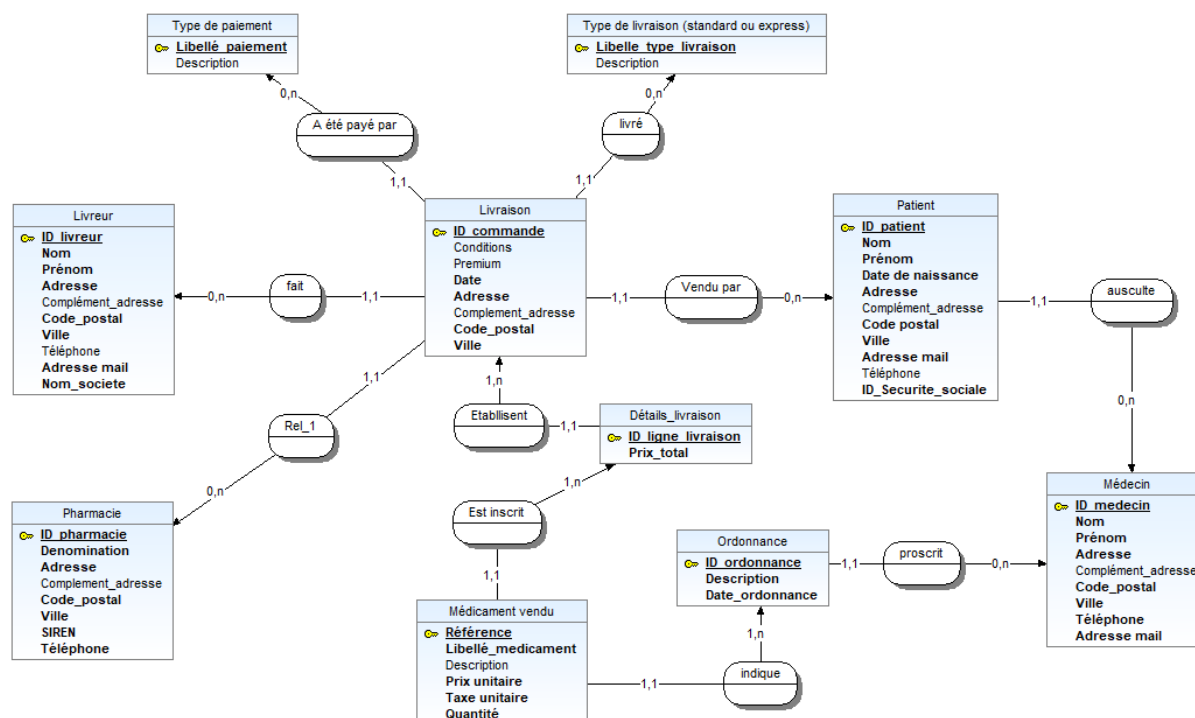 Type de paiement
Libellé_paiement
Description
Type de livraison (standard ou express)
Libelle_type_livraison
Description
0,n
0,n
A été payé par
livré
1,1
1,1
Livreur
ID_livreur
Nom
Prénom
Adresse
Complément_adresse
Code_postal
Ville
Téléphone
Adresse mail
Nom_societe
0,n
fait
1,1
Livraison
ID_commande
Conditions
Premium
Date
Adresse
Complement_adresse
Code_postal
Ville
1,1
Vendu par
0,n
Patient
ID_patient
Nom
Prénom
Date de naissance
Adresse
Complément_adresse
Code postal
Ville
Adresse mail
Téléphone
ID_Securite_sociale
1,1
ausculte
0,n
1,1
Rel_1
0,n
1,n
Etabllisent
1,1
Détails_livraison
ID_ligne_livraison
Prix_total
1,n
Est inscrit
1,1
Pharmacie
ID_pharmacie
Denomination
Adresse
Complement_adresse
Code_postal
Ville
SIREN
Téléphone
Ordonnance
ID_ordonnance
Description
Date_ordonnance
1,1
proscrit
0,n
Médecin
ID_medecin
Nom
Prénom
Adresse
Complément_adresse
Code_postal
Ville
Téléphone
Adresse mail
Médicament vendu
Référence
Libellé_medicament
Description
Prix unitaire
Taxe unitaire
Quantité
1,1
indique
1,n